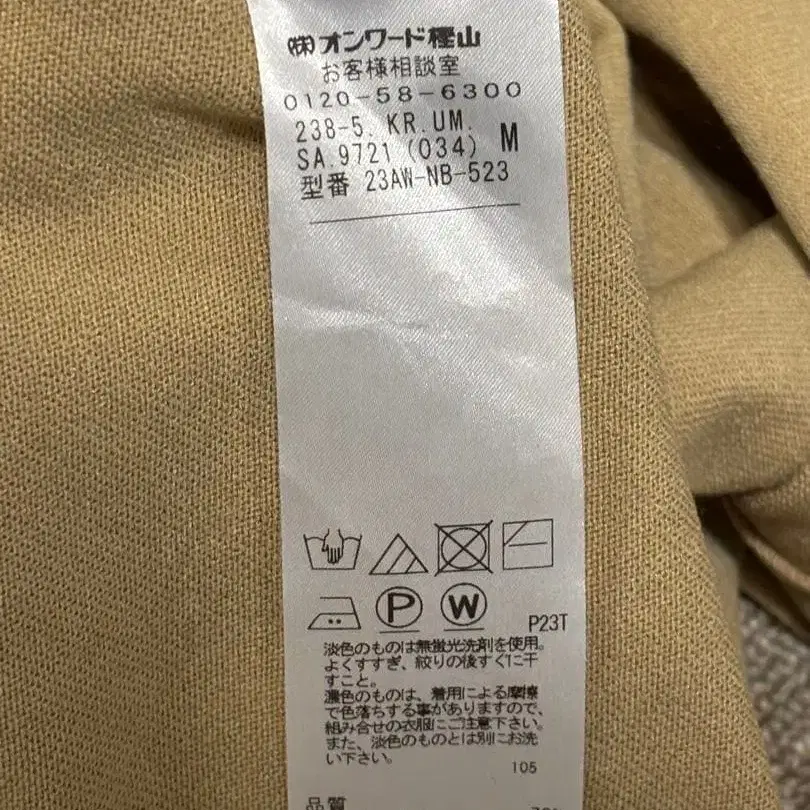 ㈱オンワード樫山
お客様相談室
0120-58-6300
238-5. KR.UM.
SA.9721 (034) M
型番 23AW-NB-523
P W
P23T
淡色のものは無蛍光洗剤を使用。
よくすすぎ、絞りの後すぐに干
すこと。
濃色のものは、着用による摩擦
で色落ちする事がありますので、
組み合せの衣服にご注意下さい。
また、淡色のものとは別にお洗
い下さい。
105
品質